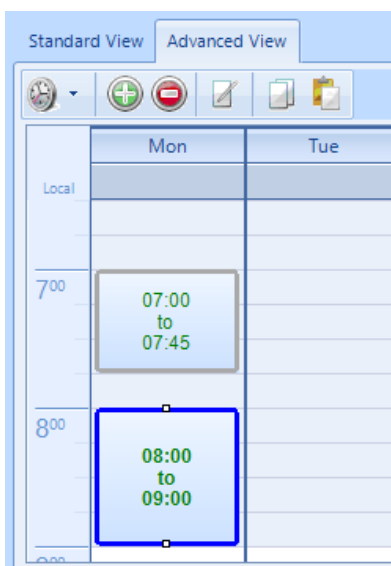 Standard View Advanced View
Mon Tue
Local
7⁰⁰
07:00
to
07:45
8⁰⁰
08:00
to
09:00